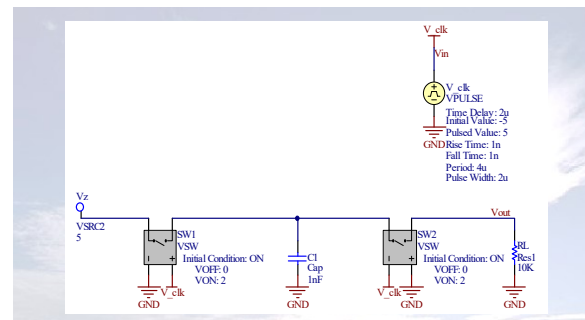 V_clk
Vin
V_clk
VPULSE
Time Delay: 2u
Initial Value: -5
GND Pulsed Value: 5
Rise Time: 1n
Fall Time: 1n
Period: 4u
Pulse Width: 2u
Vz
VSRC2
5
SW1
VSW
Initial Condition: ON
VOFF: 0
VON: 2
V_clk
GND
C1
Cap
1nF
GND
SW2
VSW
Initial Condition: ON
VOFF: 0
VON: 2
V_clk
GND
Vout
RL
Res1
10K
GND